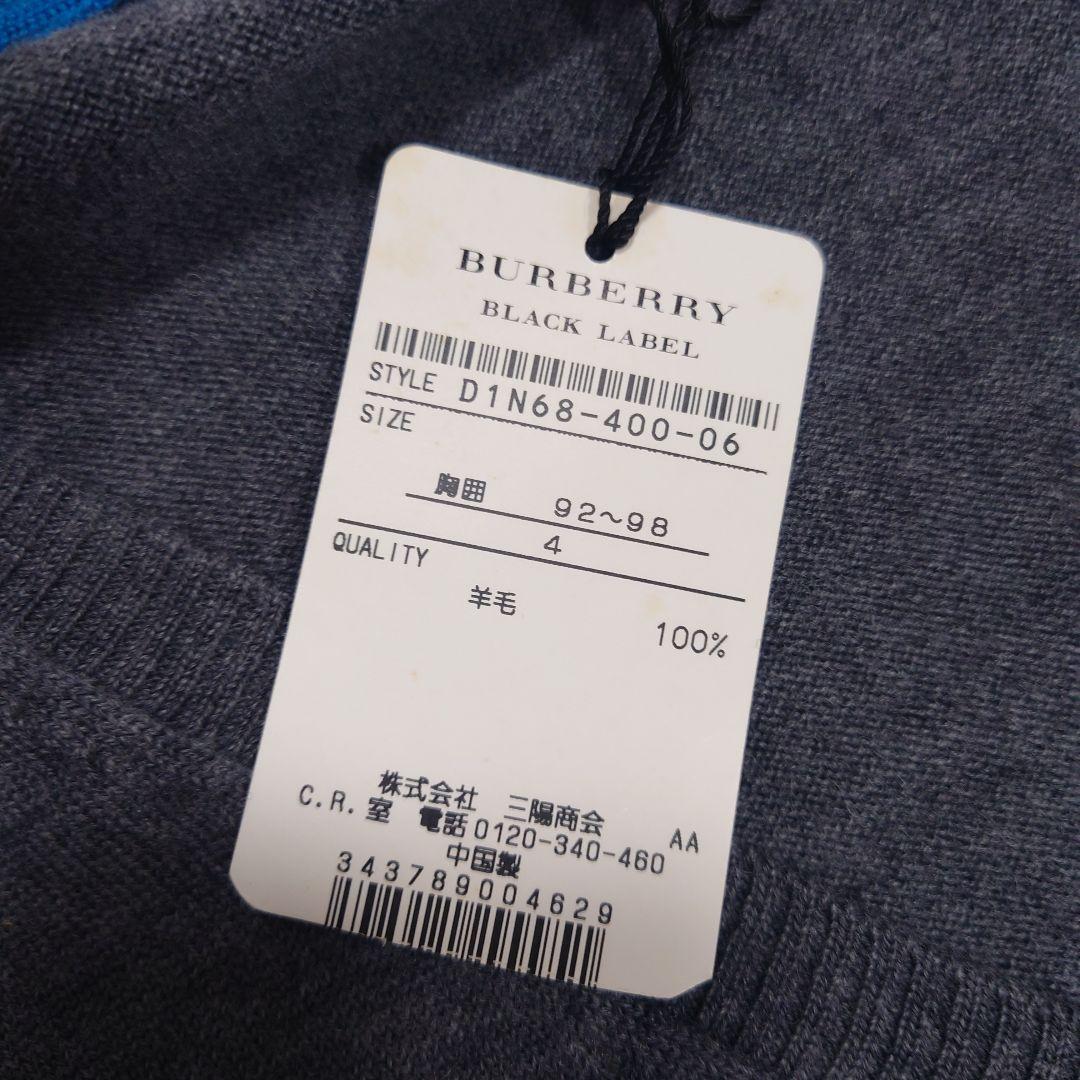 BURBERRY
BLACK LABEL
STYLE D1N68-400-06
SIZE
胸囲 92～98
4
QUALITY
羊毛 100%
株式会社 三陽商会
C.R.室 電話0120-340-460 AA
中国製
343789004629